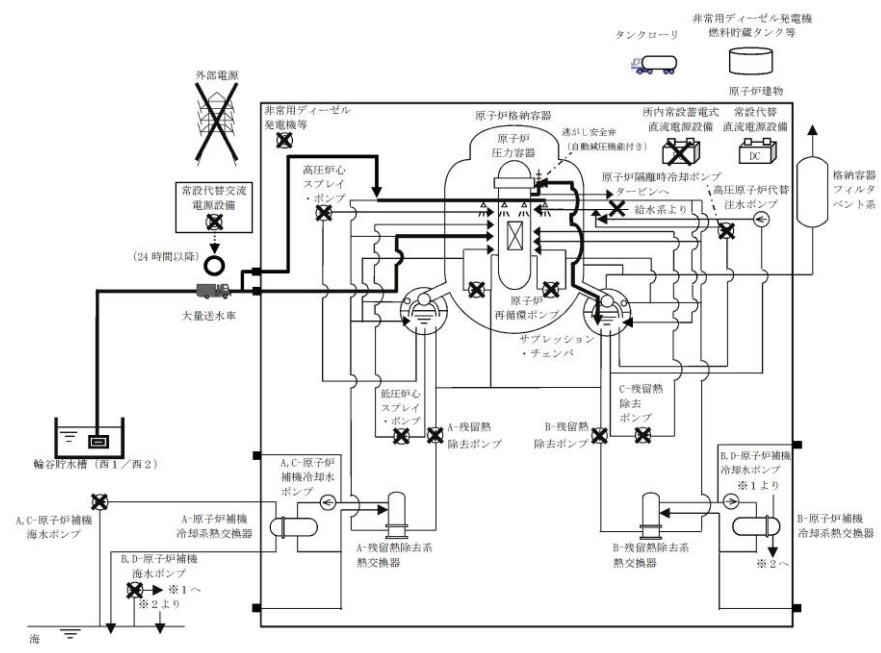 タンクローリ
非常用ディーゼル発電機
燃料貯蔵タンク等
外部電源
原子炉建物
非常用ディーゼル
発電機等
原子炉格納容器
原子炉
圧力容器
逃がし安全弁
(自動減圧機能付き)
所内常設蓄電式
直流電源設備
常設代替
直流電源設備
DC
高圧炉心
スプレイ
・ポンプ
原子炉隔離時冷却ポンプ
タービンへ
高圧原子炉代替
注水ポンプ
給水系より
格納容器
フィルタ
ベント系
常設代替交流
電源設備
(24時間以降)
大量送水車
原子炉
再循環ポンプ
サプレッション
・チェンバ
低圧炉心
スプレイ
・ポンプ
A-残留熱
除去ポンプ
B-残留熱
除去ポンプ
C-残留熱
除去
ポンプ
輪谷貯水槽(西1/西2)
A,C-原子炉
補機冷却水
ポンプ
B,D-原子炉補機
冷却水ポンプ
※1より
A,C-原子炉補機
海水ポンプ
A-原子炉補機
冷却系熱交換器
A-残留熱除去系
熱交換器
B-残留熱除去系
熱交換器
B-原子炉補機
冷却系熱交換器
※2へ
B,D-原子炉補機
海水ポンプ
※1へ
※2より
海